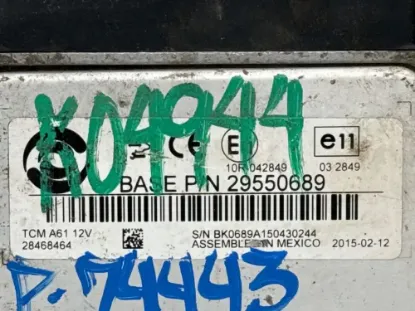 K04944
E1 e11
10R-042849 03 2849
BASE P/N 29550689
TCM A61 12V S/N BK0689A150430244
28468464 ASSEMBLED IN MEXICO 2015-02-12
P.74443